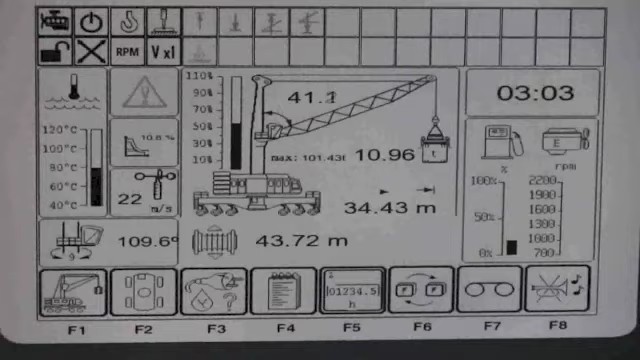 RPM
V x1
110%
90%
70%
50%
30%
10%
41.1
max: 101.43t
10.96
t
34.43 m
43.72 m
03:03
120°C
100°C
80°C
60°C
40°C
10.8 %
22
m/s
109.6°
%
100%
50%
0%
E
rpm
2200
1900
1600
1300
1000
700
?
01234.5
h
F1
F2
F3
F4
F5
F6
F7
F8